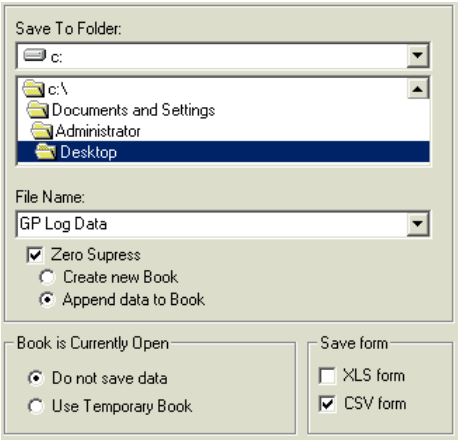 Save To Folder:
c:
c:\
Documents and Settings
Administrator
Desktop
File Name:
GP Log Data
Zero Supress
Create new Book
Append data to Book
Book is Currently Open
Do not save data
Use Temporary Book
Save form
XLS form
CSV form